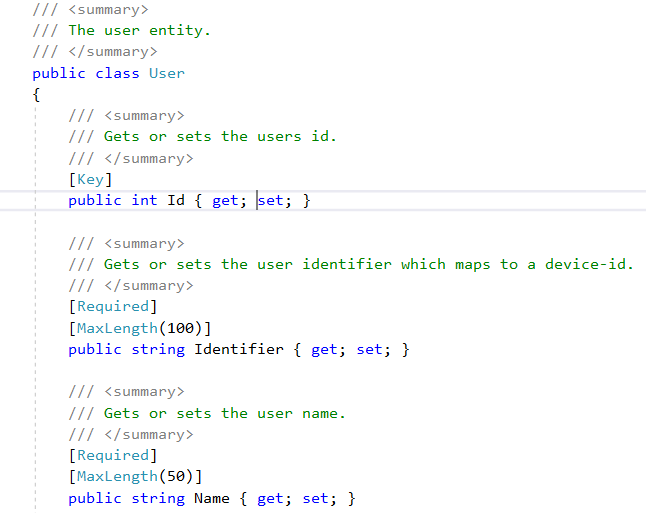 /// <summary>
/// The user entity.
/// </summary>
public class User
{
/// <summary>
/// Gets or sets the users id.
/// </summary>
[Key]
public int Id { get; set; }
/// <summary>
/// Gets or sets the user identifier which maps to a device-id.
/// </summary>
[Required]
[MaxLength(100)]
public string Identifier { get; set; }
/// <summary>
/// Gets or sets the user name.
/// </summary>
[Required]
[MaxLength(50)]
public string Name { get; set; }